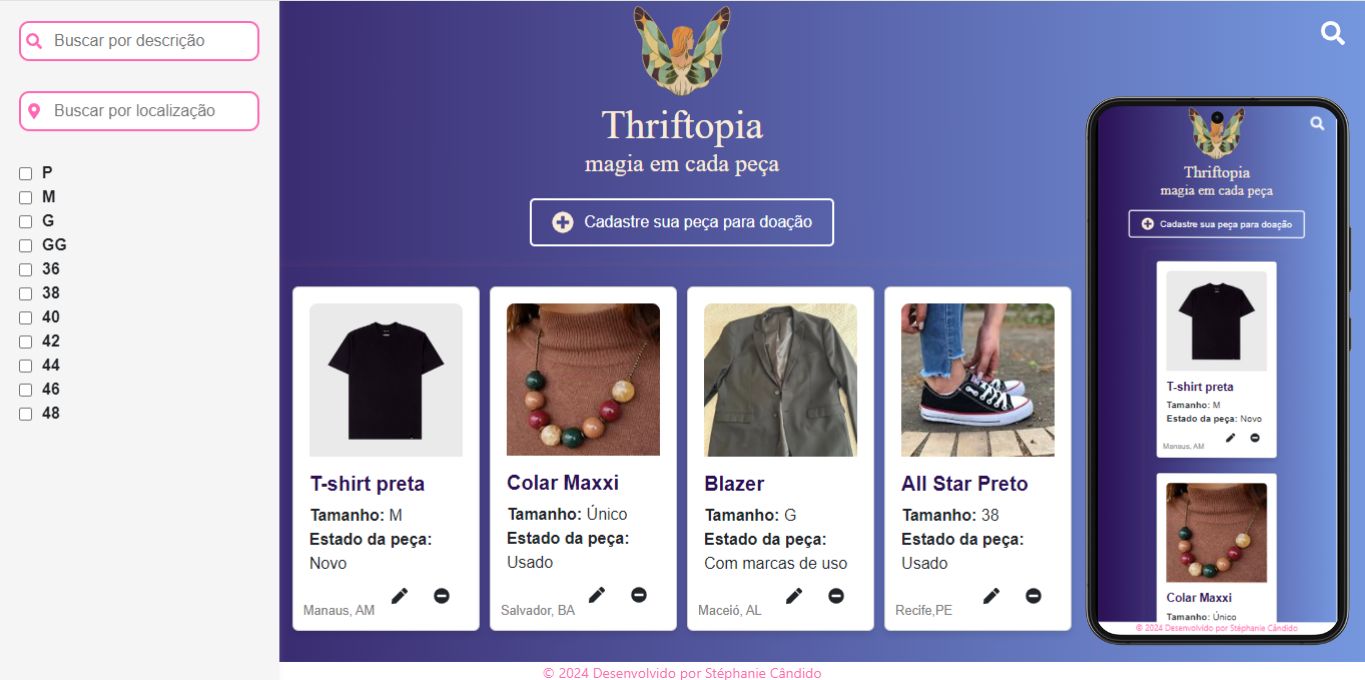 Buscar por descrição
Buscar por localização
P
M
G
GG
36
38
40
42
44
46
48
Thriftopia
magia em cada peça
Cadastre sua peça para doação
T-shirt preta
Tamanho: M
Estado da peça:
Novo
Manaus, AM
Colar Maxxi
Tamanho: Único
Estado da peça:
Usado
Salvador, BA
Blazer
Tamanho: G
Estado da peça:
Com marcas de uso
Maceió, AL
All Star Preto
Tamanho: 38
Estado da peça:
Usado
Recife,PE
© 2024 Desenvolvido por Stéphanie Cândido
Thriftopia
magia em cada peça
Cadastre sua peça para doação
T-shirt preta
Tamanho: M
Estado da peça: Novo
Manaus, AM
Colar Maxxi
Tamanho: Único
© 2024 Desenvolvido por Stéphanie Cândido